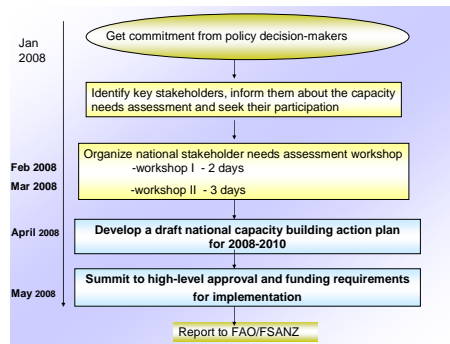 Jan
2008
Get commitment from policy decision-makers
Identify key stakeholders, inform them about the capacity
needs assessment and seek their participation
Organize national stakeholder needs assessment workshop
Feb 2008
-workshop I - 2 days
Mar 2008
-workshop II - 3 days
April 2008
Develop a draft national capacity building action plan
for 2008-2010
Summit to high-level approval and funding requirements
for implementation
May 2008
Report to FAO/FSANZ